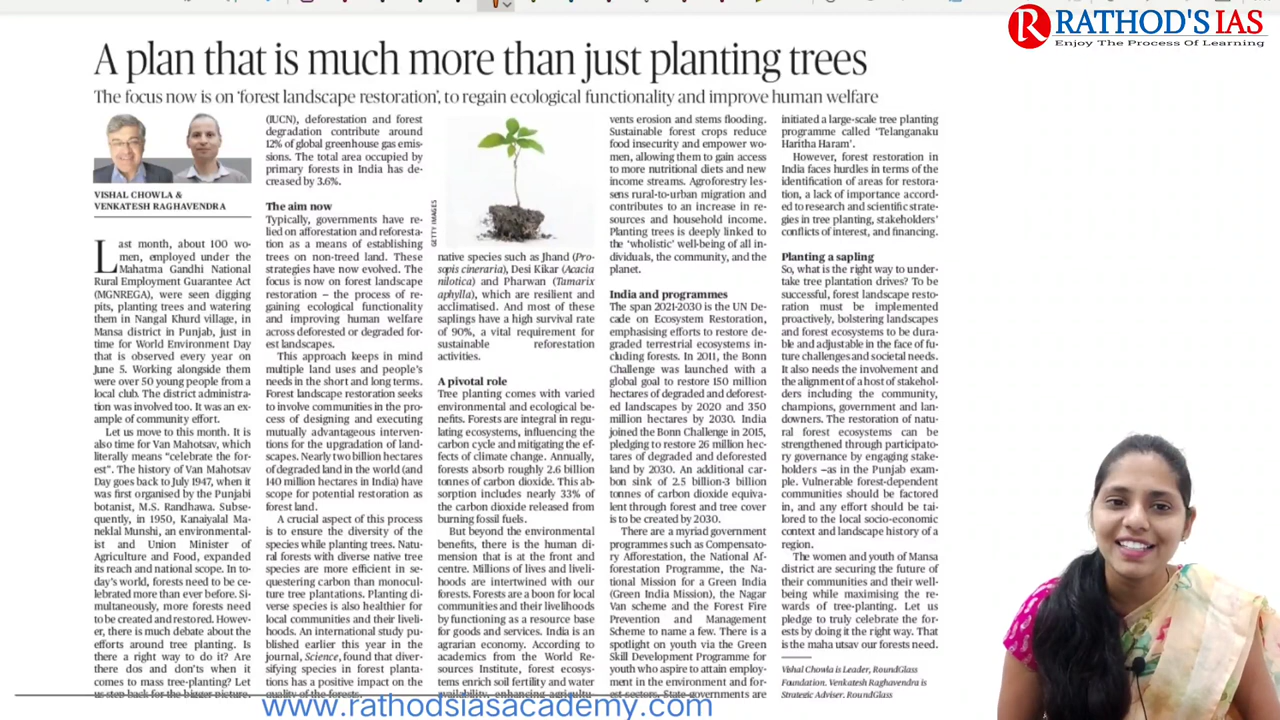 RATHOD'S IAS
Enjoy The Process Of Learning
A plan that is much more than just planting trees
The focus now is on 'forest landscape restoration', to regain ecological functionality and improve human welfare
VISHAL CHOWLA &
VENKATESH RAGHAVENDRA
Last month, about 100 wo-
men, employed under the
Mahatma Gandhi National
Rural Employment Guarantee Act
(MGNREGA), were seen digging
pits, planting trees and watering
them in Nangal Khurd village, in
Mansa district in Punjab, just in
time for World Environment Day
that is observed every year on
June 5. Working alongside them
were over 50 young people from a
local club. The district administra-
tion was involved too. It was an ex-
ample of community effort.
Let us move to this month. It is
also time for Van Mahotsav, which
literally means "celebrate the for-
est". The history of Van Mahotsav
Day goes back to July 1947, when it
was first organised by the Punjabi
botanist, M.S. Randhawa. Subse-
quently, in 1950, Kanaiyalal Ma-
neklal Munshi, an environmental-
ist and Union Minister of
Agriculture and Food, expanded
its reach and national scope. In to-
day's world, forests need to be ce-
lebrated more than ever before. Si-
multaneously, more forests need
to be created and restored. Howev-
er, there is much debate about the
efforts around tree planting. Is
there a right way to do it? Are
there dos and don'ts when it
comes to mass tree-planting? Let
us step back for the bigger picture.
(IUCN), deforestation and forest
degradation contribute around
12% of global greenhouse gas emis-
sions. The total area occupied by
primary forests in India has de-
creased by 3.6%.
The aim now
Typically, governments have re-
lied on afforestation and reforesta-
tion as a means of establishing
trees on non-treed land. These
strategies have now evolved. The
focus is now on forest landscape
restoration – the process of re-
gaining ecological functionality
and improving human welfare
across deforested or degraded for-
est landscapes.
This approach keeps in mind
multiple land uses and people's
needs in the short and long terms.
Forest landscape restoration seeks
to involve communities in the pro-
cess of designing and executing
mutually advantageous interven-
tions for the upgradation of land-
scapes. Nearly two billion hectares
of degraded land in the world (and
140 million hectares in India) have
scope for potential restoration as
forest land.
A crucial aspect of this process
is to ensure the diversity of the
species while planting trees. Natu-
ral forests with diverse native tree
species are more efficient in se-
questering carbon than monocul-
ture tree plantations. Planting di-
verse species is also healthier for
local communities and their liveli-
hoods. An international study pu-
blished earlier this year in the
journal, Science, found that diver-
sifying species in forest planta-
tions has a positive impact on the
quality of the forests.
GETTY IMAGES
native species such as Jhand (Pro-
sopis cineraria), Desi Kikar (Acacia
nilotica) and Pharwan (Tamarix
aphylla), which are resilient and
acclimatised. And most of these
saplings have a high survival rate
of 90%, a vital requirement for
sustainable reforestation
activities.
A pivotal role
Tree planting comes with varied
environmental and ecological be-
nefits. Forests are integral in regu-
lating ecosystems, influencing the
carbon cycle and mitigating the ef-
fects of climate change. Annually,
forests absorb roughly 2.6 billion
tonnes of carbon dioxide. This ab-
sorption includes nearly 33% of
the carbon dioxide released from
burning fossil fuels.
But beyond the environmental
benefits, there is the human di-
mension that is at the front and
centre. Millions of lives and liveli-
hoods are intertwined with our
forests. Forests are a boon for local
communities and their livelihoods
by functioning as a resource base
for goods and services. India is an
agrarian economy. According to
academics from the World Re-
sources Institute, forest ecosys-
tems enrich soil fertility and water
availability, enhancing agricultu-
vents erosion and stems flooding.
Sustainable forest crops reduce
food insecurity and empower wo-
men, allowing them to gain access
to more nutritional diets and new
income streams. Agroforestry les-
sens rural-to-urban migration and
contributes to an increase in re-
sources and household income.
Planting trees is deeply linked to
the 'wholistic' well-being of all in-
dividuals, the community, and the
planet.
India and programmes
The span 2021-2030 is the UN De-
cade on Ecosystem Restoration,
emphasising efforts to restore de-
graded terrestrial ecosystems in-
cluding forests. In 2011, the Bonn
Challenge was launched with a
global goal to restore 150 million
hectares of degraded and deforest-
ed landscapes by 2020 and 350
million hectares by 2030. India
joined the Bonn Challenge in 2015,
pledging to restore 26 million hec-
tares of degraded and deforested
land by 2030. An additional car-
bon sink of 2.5 billion-3 billion
tonnes of carbon dioxide equiva-
lent through forest and tree cover
is to be created by 2030.
There are a myriad government
programmes such as Compensato-
ry Afforestation, the National Af-
forestation Programme, the Na-
tional Mission for a Green India
(Green India Mission), the Nagar
Van scheme and the Forest Fire
Prevention and Management
Scheme to name a few. There is a
spotlight on youth via the Green
Skill Development Programme for
youth who aspire to attain employ-
ment in the environment and for-
est sectors. State governments are
initiated a large-scale tree planting
programme called 'Telanganaku
Haritha Haram'.
However, forest restoration in
India faces hurdles in terms of the
identification of areas for restora-
tion, a lack of importance accord-
ed to research and scientific strate-
gies in tree planting, stakeholders'
conflicts of interest, and financing.
Planting a sapling
So, what is the right way to under-
take tree plantation drives? To be
successful, forest landscape resto-
ration must be implemented
proactively, bolstering landscapes
and forest ecosystems to be dura-
ble and adjustable in the face of fu-
ture challenges and societal needs.
It also needs the involvement and
the alignment of a host of stakehol-
ders including the community,
champions, government and lan-
downers. The restoration of natu-
ral forest ecosystems can be
strengthened through participato-
ry governance by engaging stake-
holders –as in the Punjab exam-
ple. Vulnerable forest-dependent
communities should be factored
in, and any effort should be tai-
lored to the local socio-economic
context and landscape history of a
region.
The women and youth of Mansa
district are securing the future of
their communities and their well-
being while maximising the re-
wards of tree-planting. Let us
pledge to truly celebrate the for-
ests by doing it the right way. That
is the maha utsav our forests need.
Vishal Chowla is Leader, RoundGlass
Foundation. Venkatesh Raghavendra is
Strategic Adviser, RoundGlass
www.rathodsiasacademy.com